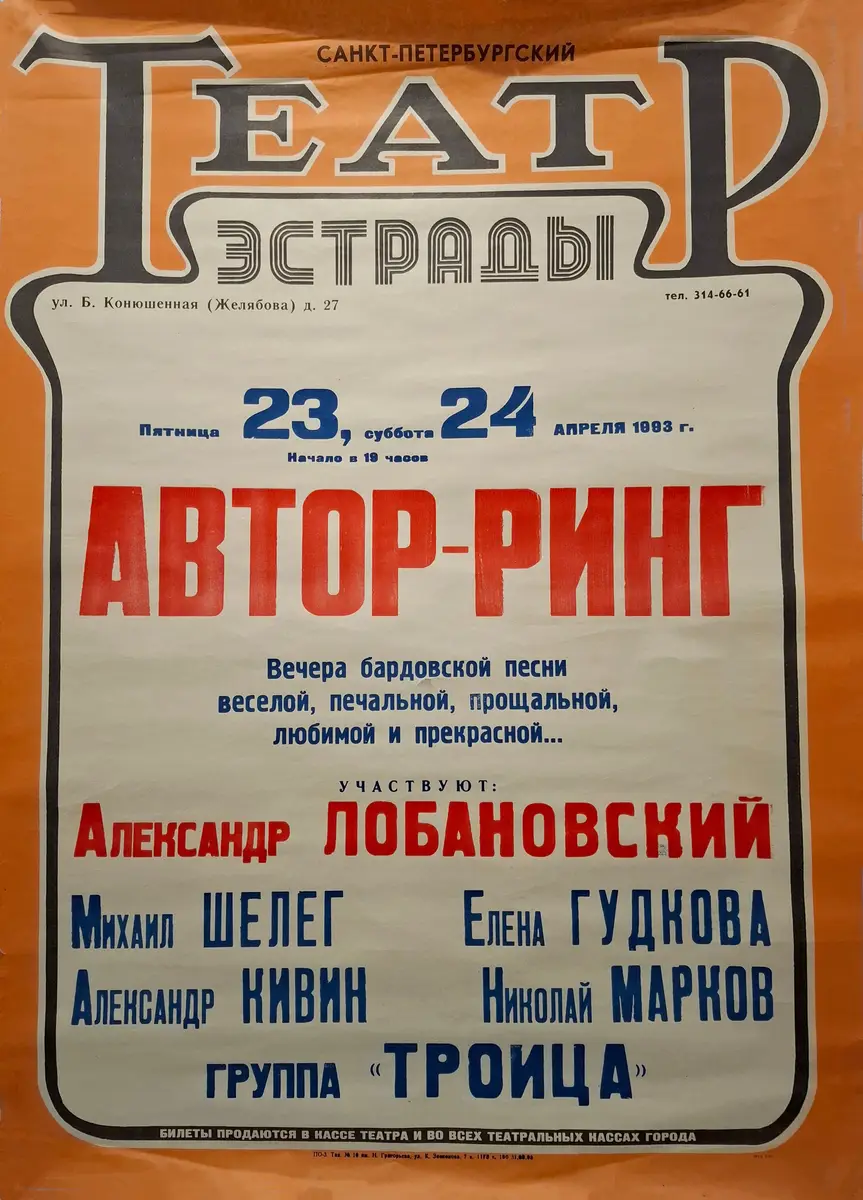 САНКТ-ПЕТЕРБУРГСКИЙ
ТЕАТР
ЭСТРАДЫ
ул. Б. Конюшенная (Желябова) д. 27
тел. 314-66-61
Пятница 23, суббота 24 АПРЕЛЯ 1993 г.
Начало в 19 часов
АВТОР-РИНГ
Вечера бардовской песни
веселой, печальной, прощальной,
любимой и прекрасной...
УЧАСТВУЮТ:
АЛЕКСАНДР ЛОБАНОВСКИЙ
МИХАИЛ ШЕЛЕГ
ЕЛЕНА ГУДКОВА
АЛЕКСАНДР КИВИН
НИКОЛАЙ МАРКОВ
ГРУППА «ТРОИЦА»
БИЛЕТЫ ПРОДАЮТСЯ В КАССЕ ТЕАТРА И ВО ВСЕХ ТЕАТРАЛЬНЫХ КАССАХ ГОРОДА